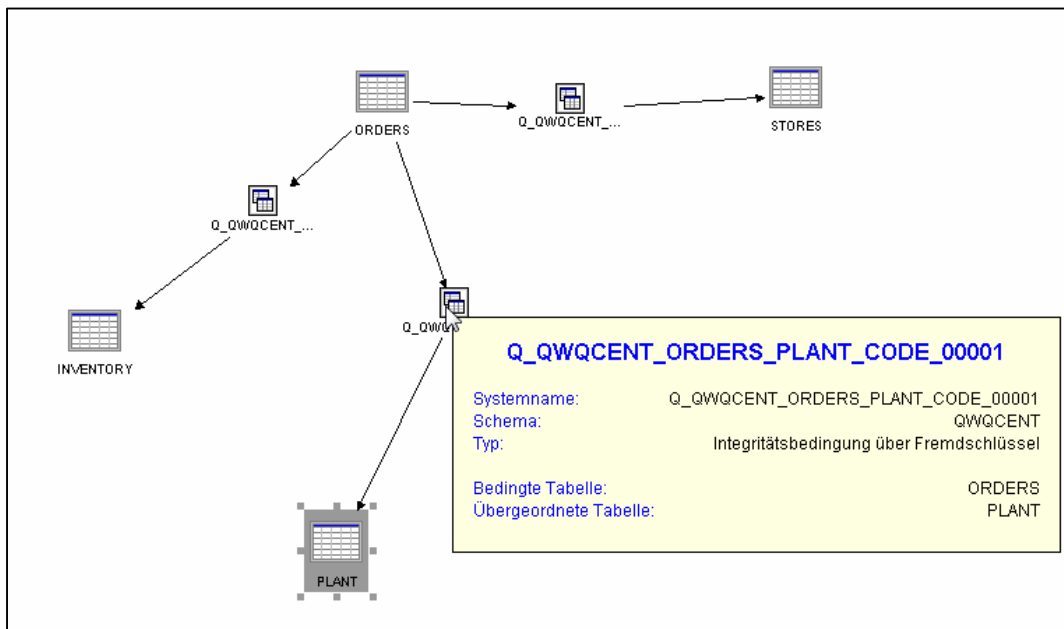 ORDERS
Q_QWQCENT_...
STORES
Q_QWQCENT_...
INVENTORY
Q_QWQ
Q_QWQCENT_ORDERS_PLANT_CODE_00001
Systemname: Q_QWQCENT_ORDERS_PLANT_CODE_00001
Schema: QWQCENT
Typ: Integritätsbedingung über Fremdschlüssel
Bedingte Tabelle: ORDERS
Übergeordnete Tabelle: PLANT
PLANT